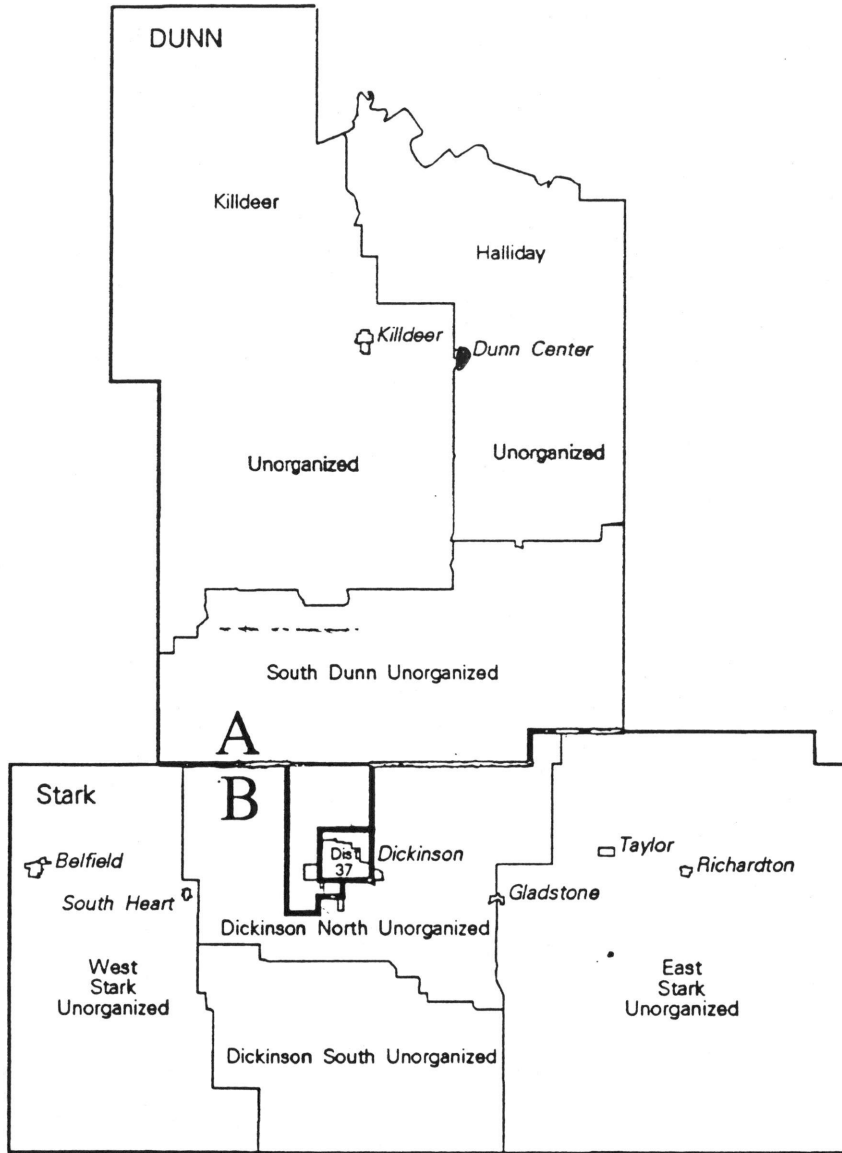 DUNN
Killdeer
Halliday
Killdeer
Dunn Center
Unorganized
Unorganized
South Dunn Unorganized
A
B
Stark
Belfield
Dis
37
Dickinson
Taylor
Richardton
South Heart
Gladstone
Dickinson North Unorganized
West
Stark
Unorganized
East
Stark
Unorganized
Dickinson South Unorganized